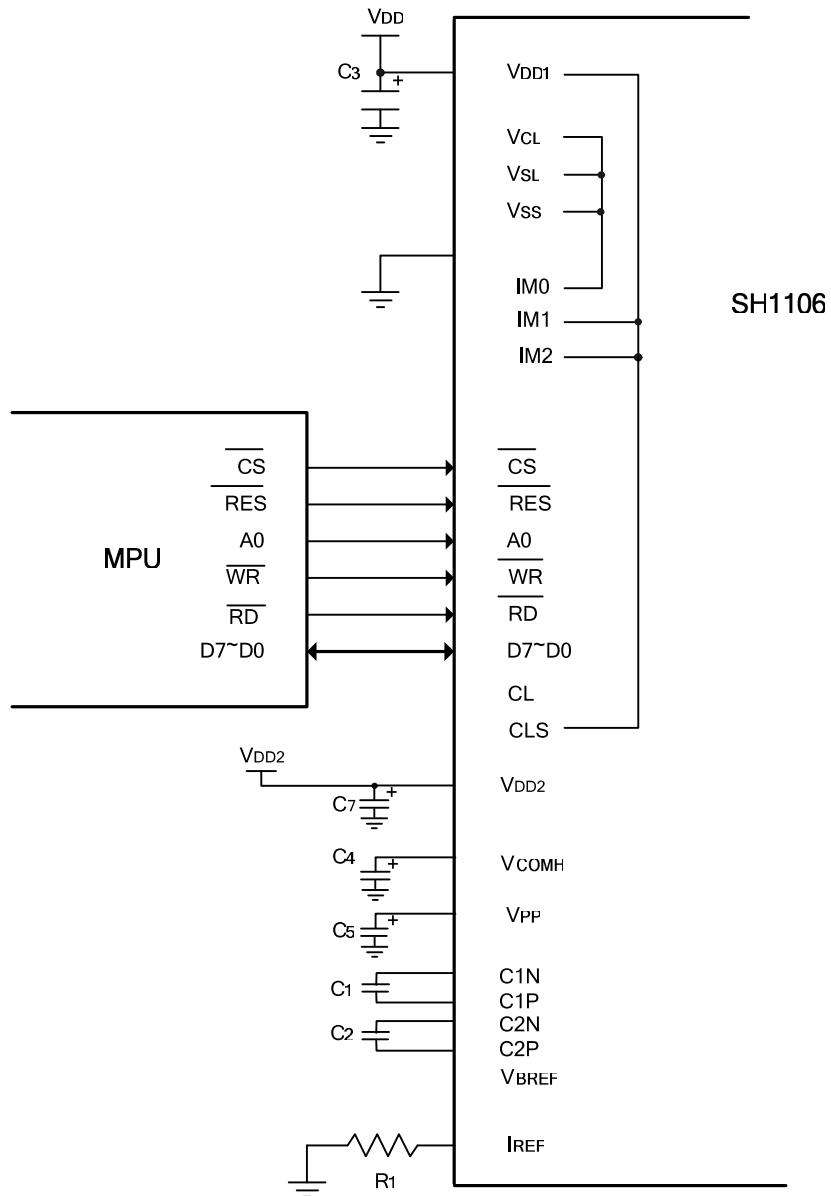 VDD
C3
+
VDD1
VCL
VSL
VSS
IM0
IM1
IM2
SH1106
MPU
CS
RES
A0
WR
RD
D7~D0
CS
RES
A0
WR
RD
D7~D0
CL
CLS
VDD2
C7
+
VDD2
C4
+
VCOMH
C5
+
VPP
C1
C1N
C1P
C2
C2N
C2P
VBREF
R1
IREF